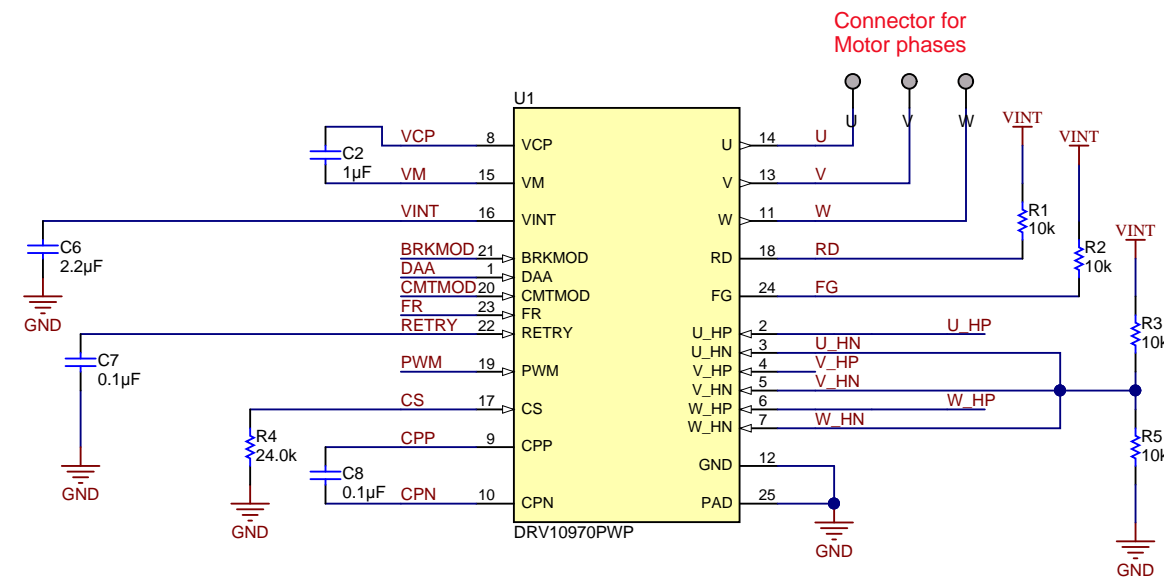 Connector for
Motor phases
U1
U
V
W
VINT
VINT
VINT
VCP
8
VCP
C2
1µF
VM
15
VM
VINT
16
VINT
C6
2.2µF
GND
BRKMOD
21
BRKMOD
DAA
1
DAA
CMTMOD
20
CMTMOD
FR
23
FR
RETRY
22
RETRY
C7
0.1µF
GND
PWM
19
PWM
CS
17
CS
R4
24.0k
GND
CPP
9
CPP
C8
0.1µF
CPN
10
CPN
U
14
U
V
13
V
W
11
W
RD
18
RD
R1
10k
FG
24
FG
R2
10k
U_HP
2
U_HP
U_HN
3
U_HN
V_HP
4
V_HP
V_HN
5
V_HN
W_HP
6
W_HP
W_HN
7
W_HN
R3
10k
R5
10k
GND
GND
12
PAD
25
GND
DRV10970PWP